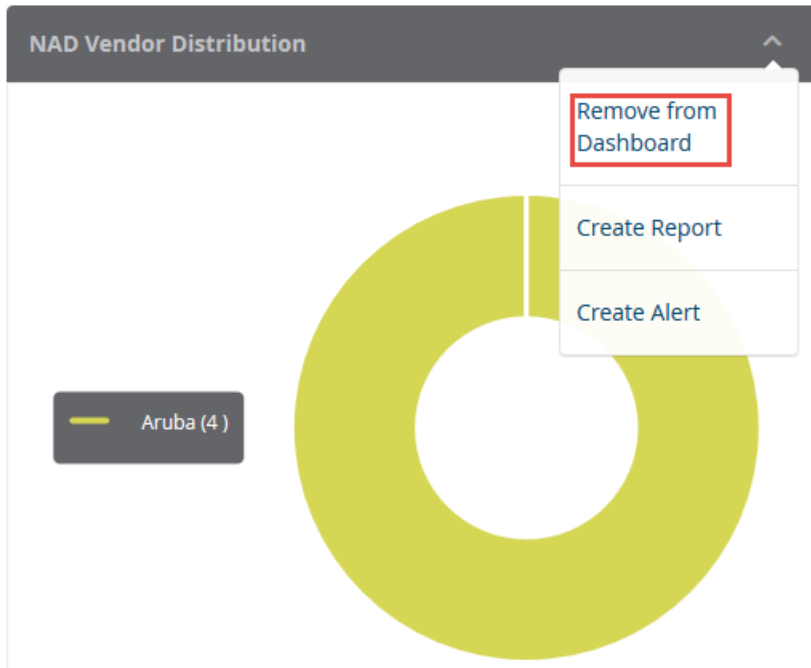 NAD Vendor Distribution
Remove from
Dashboard
Create Report
Create Alert
Aruba (4 )